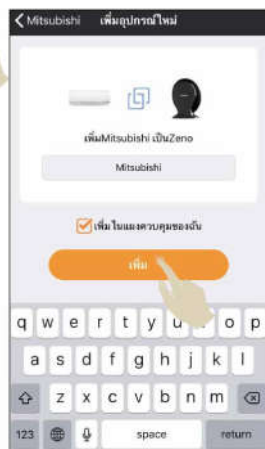 Mitsubishi เพิ่มอุปกรณ์ใหม่
เพิ่มMitsubishi เป็นZeno
Mitsubishi
เพิ่มในแผงควบคุมของฉัน
เพิ่ม
q w e r t y u o p
a s d f g h j k l
z x c v b n m
123 space return